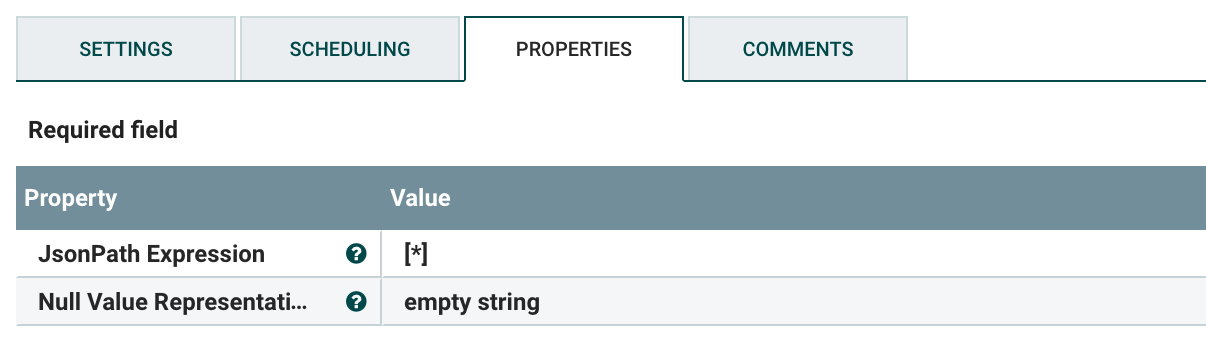 SETTINGS SCHEDULING PROPERTIES COMMENTS
Required field
Property Value
JsonPath Expression ? [*]
Null Value Representati... ? empty string